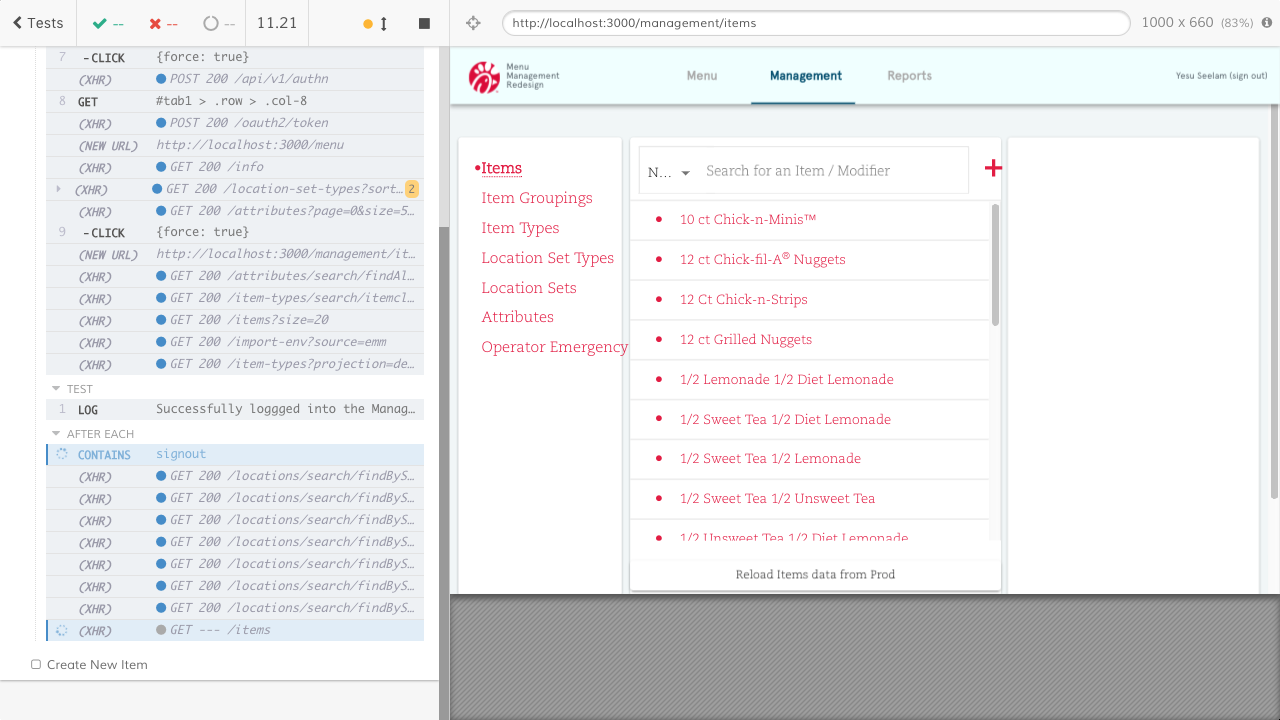 Tests
--
--
--
11.21
http://localhost:3000/management/items
1000 x 660 (83%)
7 -CLICK {force: true}
(XHR) POST 200 /api/v1/authn
8 GET #tab1 > .row > .col-8
(XHR) POST 200 /oauth2/token
(NEW URL) http://localhost:3000/menu
(XHR) GET 200 /info
(XHR) GET 200 /location-set-types?sort... 2
(XHR) GET 200 /attributes?page=0&size=5...
9 -CLICK {force: true}
(NEW URL) http://localhost:3000/management/it...
(XHR) GET 200 /attributes/search/findAl...
(XHR) GET 200 /item-types/search/itemcl...
(XHR) GET 200 /items?size=20
(XHR) GET 200 /import-env?source=emm
(XHR) GET 200 /item-types?projection=de...
TEST
1 LOG Successfully loggged into the Manag...
AFTER EACH
CONTAINS signout
(XHR) GET 200 /locations/search/findByS...
(XHR) GET 200 /locations/search/findByS...
(XHR) GET 200 /locations/search/findByS...
(XHR) GET 200 /locations/search/findByS...
(XHR) GET 200 /locations/search/findByS...
(XHR) GET 200 /locations/search/findByS...
(XHR) GET 200 /locations/search/findByS...
(XHR) GET --- /items
Create New Item
Menu
Management
Redesign
Menu
Management
Reports
Yesu Seelam (sign out)
Items
Item Groupings
Item Types
Location Set Types
Location Sets
Attributes
Operator Emergency
N...
Search for an Item / Modifier
10 ct Chick-n-Minis™
12 ct Chick-fil-A® Nuggets
12 Ct Chick-n-Strips
12 ct Grilled Nuggets
1/2 Lemonade 1/2 Diet Lemonade
1/2 Sweet Tea 1/2 Diet Lemonade
1/2 Sweet Tea 1/2 Lemonade
1/2 Sweet Tea 1/2 Unsweet Tea
1/2 Unsweet Tea 1/2 Diet Lemonade
Reload Items data from Prod